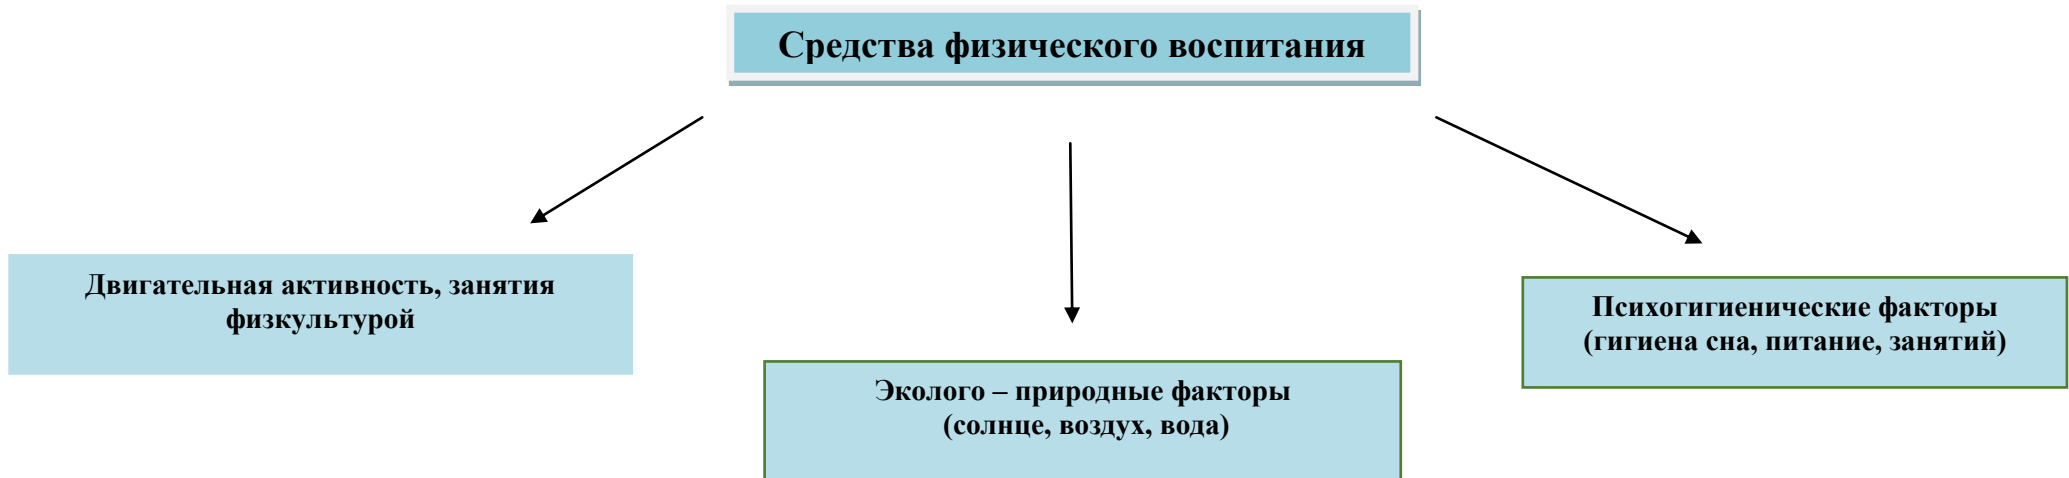 Средства физического воспитания
Двигательная активность, занятия
физкультурой
Эколого – природные факторы
(солнце, воздух, вода)
Психогигиенические факторы
(гигиена сна, питание, занятий)